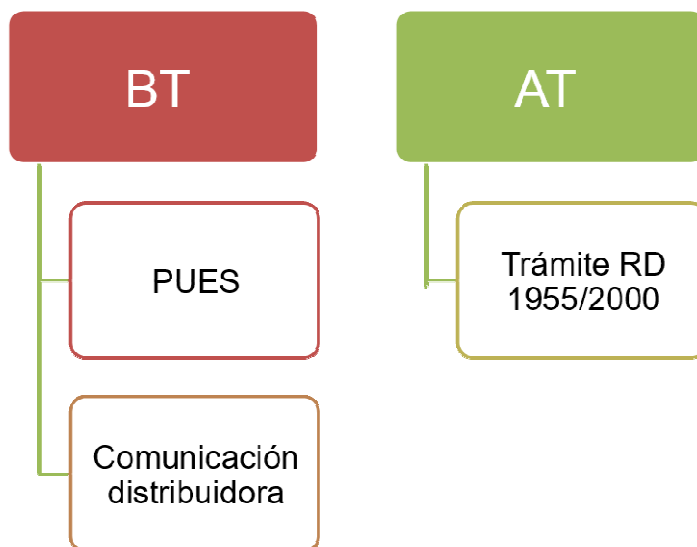 BT
PUES
Comunicación
distribuidora
AT
Trámite RD
1955/2000